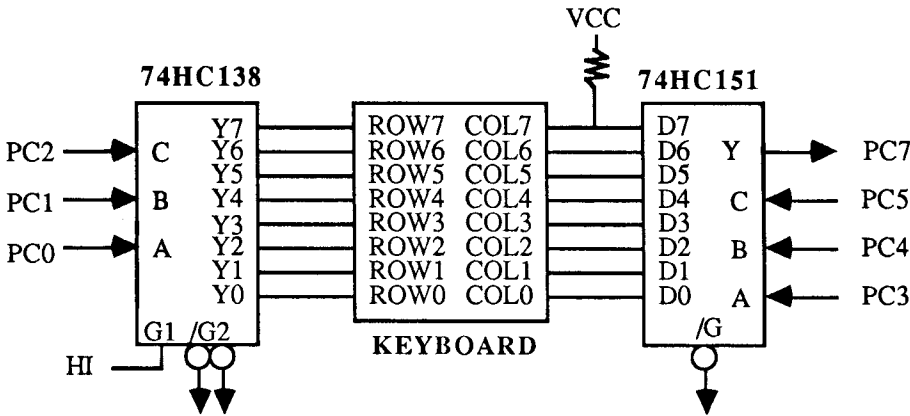 VCC
74HC138
74HC151
Y7 ROW7 COL7 D7
PC2 C Y6 ROW6 COL6 D6 Y PC7
Y5 ROW5 COL5 D5
PC1 B Y4 ROW4 COL4 D4 C PC5
Y3 ROW3 COL3 D3
PC0 A Y2 ROW2 COL2 D2 B PC4
Y1 ROW1 COL1 D1
Y0 ROW0 COL0 D0 A PC3
G1 /G2 /G
KEYBOARD
HI